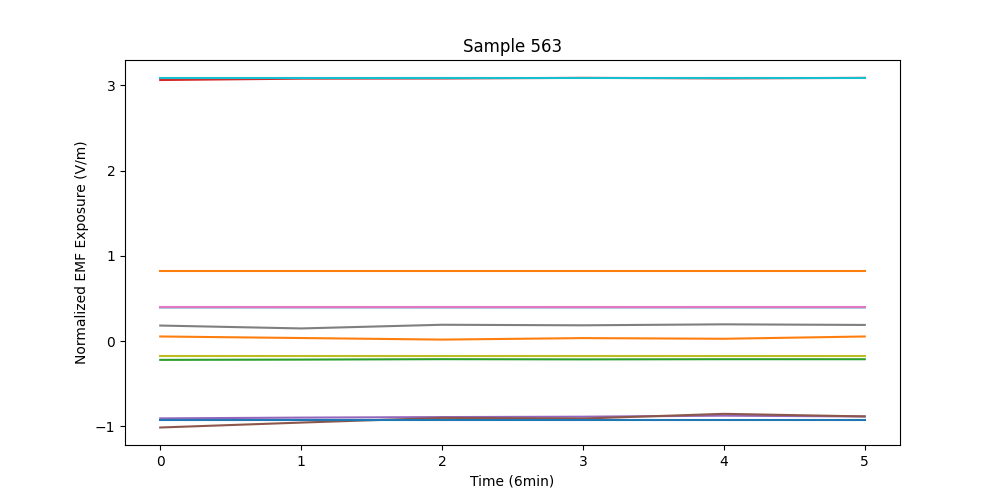 Sample 563
Normalized EMF Exposure (V/m)
3
2
1
0
−1
0 1 2 3 4 5
Time (6min)